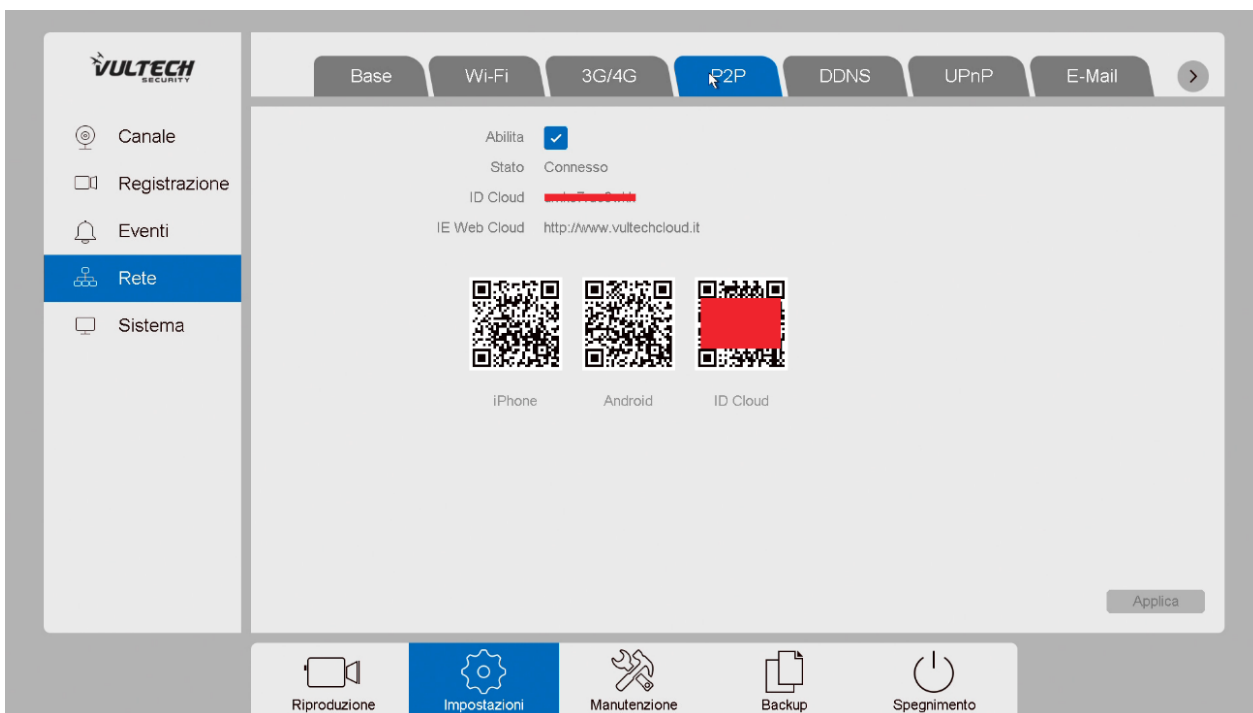 VULTECH
SECURITY
Base Wi-Fi 3G/4G P2P DDNS UPnP E-Mail
Canale
Registrazione
Eventi
Rete
Sistema
Abilita
Stato Connesso
ID Cloud
IE Web Cloud http://www.vultechcloud.it
iPhone Android ID Cloud
Applica
Riproduzione Impostazioni Manutenzione Backup Spegnimento